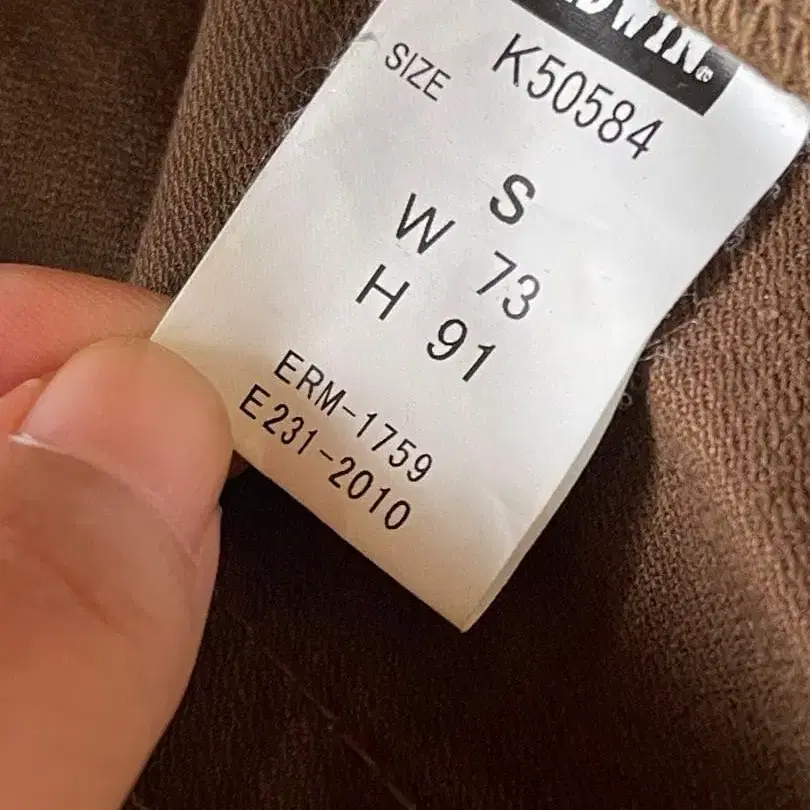 DWIN®
K50584
SIZE
S
W 73
H 91
ERM-1759
E231-2010